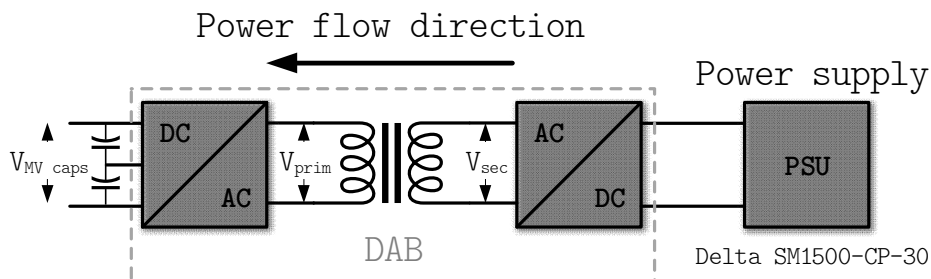 Power flow direction
Power supply
DC
AC
V_MV caps
V_prim
V_sec
AC
DC
PSU
DAB
Delta SM1500-CP-30